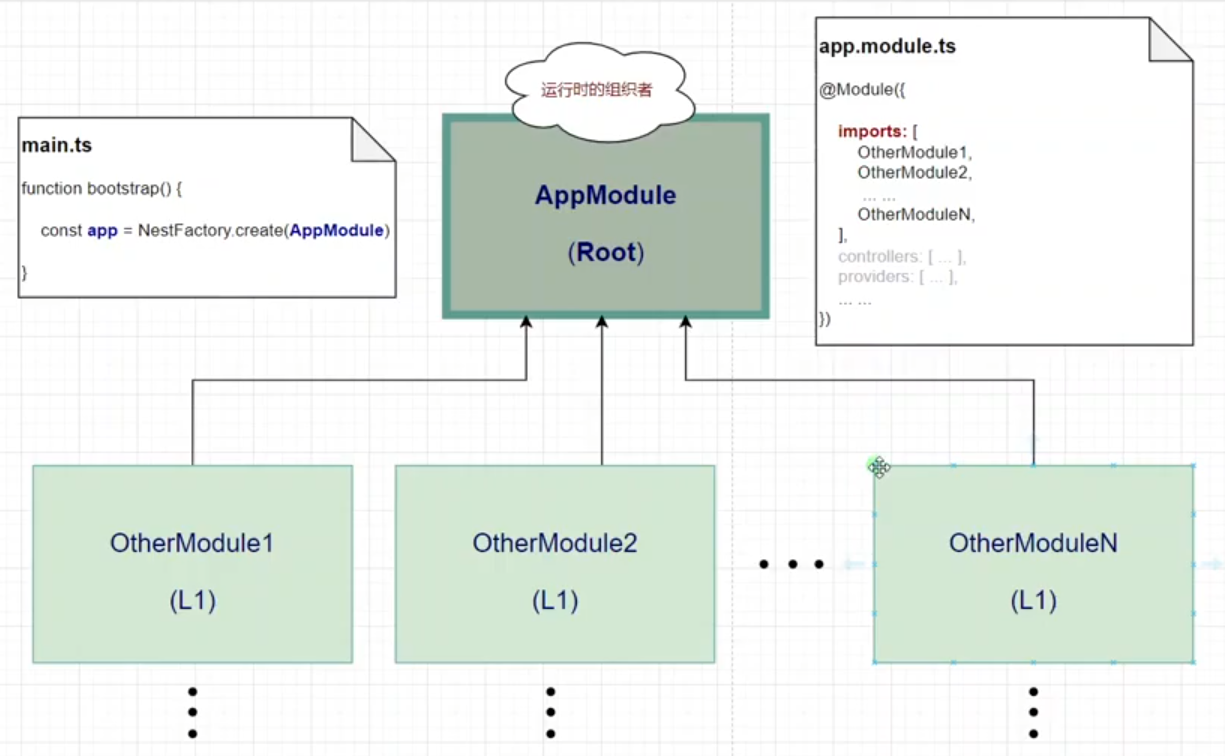 运行时的组织者
main.ts
function bootstrap() {
const app = NestFactory.create(AppModule)
}
AppModule
(Root)
app.module.ts
@Module({
imports: [
OtherModule1,
OtherModule2,
... ...
OtherModuleN,
],
controllers: [ ... ],
providers: [ ... ],
... ...
})
OtherModule1
(L1)
OtherModule2
(L1)
OtherModuleN
(L1)